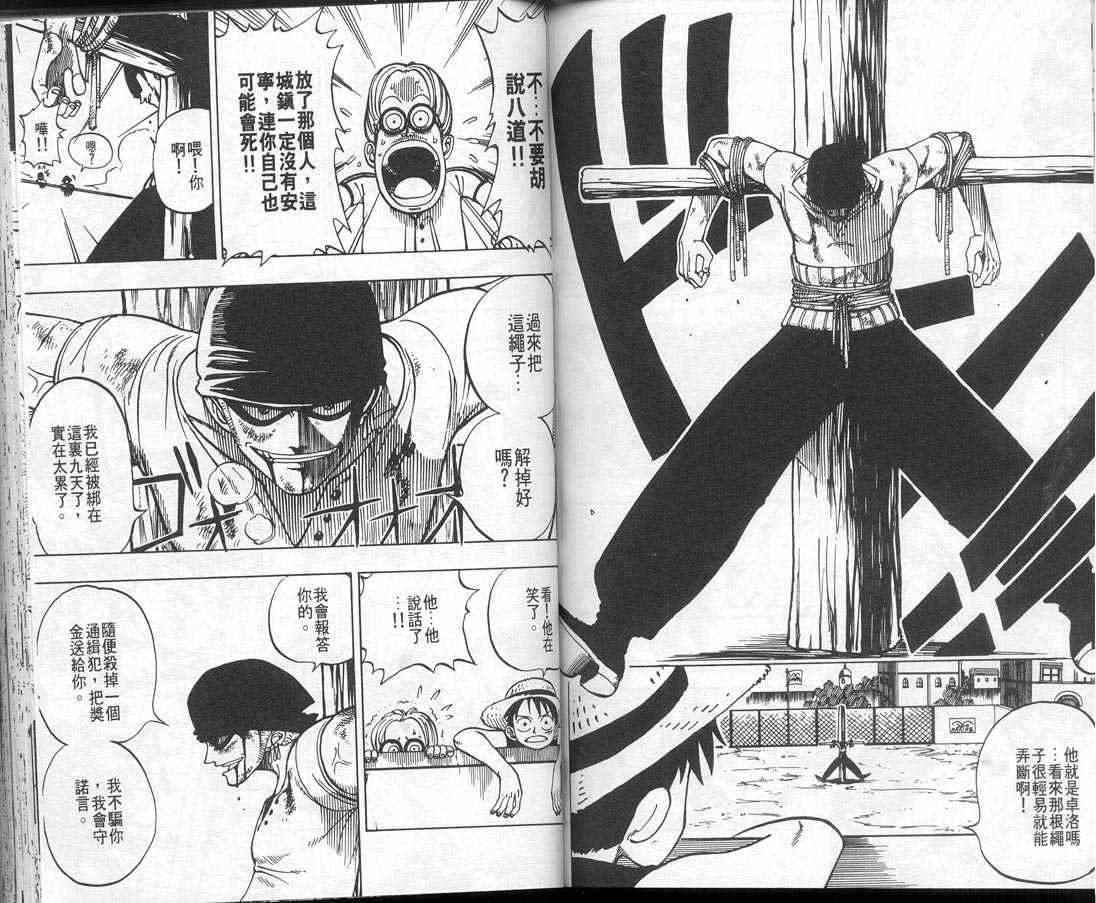 他就是卓洛嗎
…看來那根繩
子很輕易就能
弄斷啊！
不…不要胡
說八道!!
放了那個人，這
城鎮一定沒有安
寧，連你自己也
可能會死!!
喂！你
啊！
嗯？
嘩!!
過來把
這繩子…
解掉好
嗎？
我已經被綁在
這裏九天了，
實在太累了。
看！他在
笑了。
他…他
說話了
…!!
我會報答
你的。
隨便殺掉一個
通緝犯，把獎
金送給你。
我不騙你
，我會守
諾言。